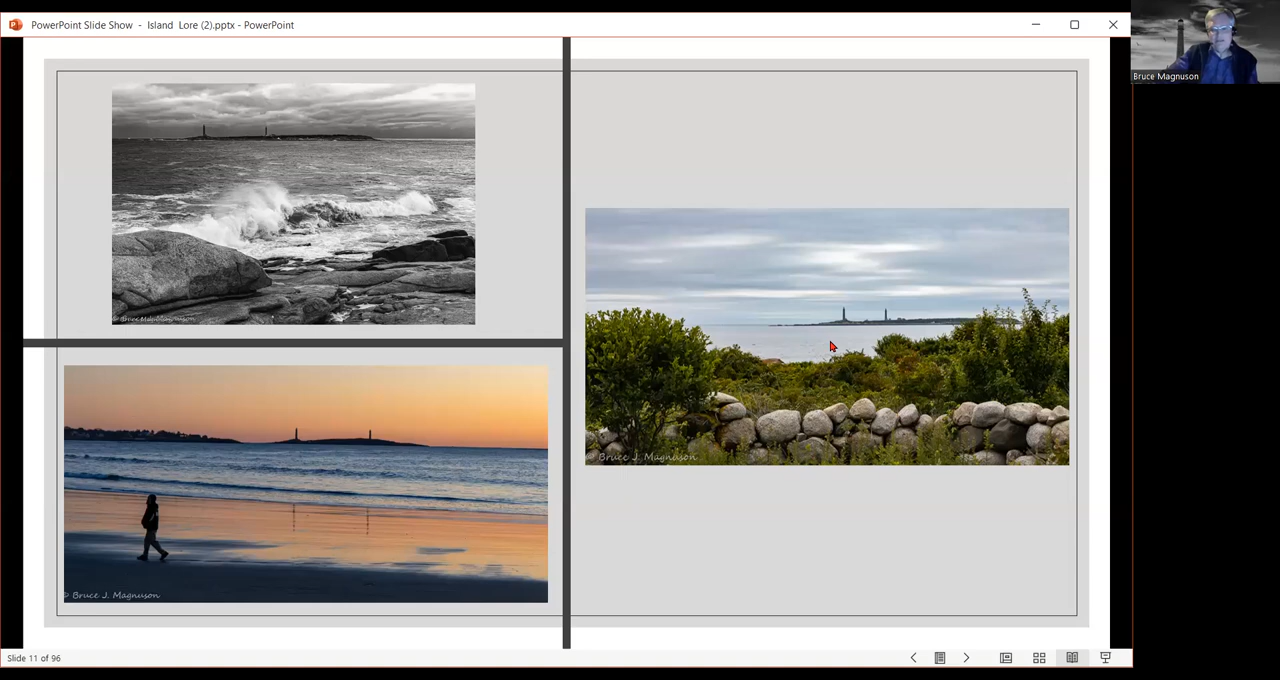 PowerPoint Slide Show - Island Lore (2).pptx - PowerPoint
Bruce Magnuson
© Bruce J. Magnuson
© Bruce J. Magnuson
Slide 11 of 96